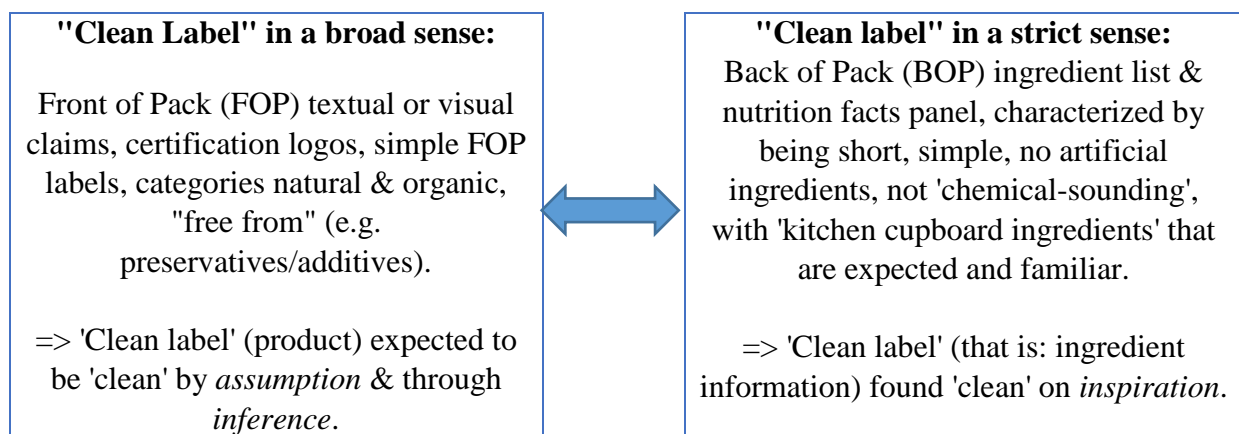 "Clean Label" in a broad sense:
Front of Pack (FOP) textual or visual
claims, certification logos, simple FOP
labels, categories natural & organic,
"free from" (e.g.
preservatives/additives).
=> 'Clean label' (product) expected to
be 'clean' by assumption & through
inference.
"Clean label" in a strict sense:
Back of Pack (BOP) ingredient list &
nutrition facts panel, characterized by
being short, simple, no artificial
ingredients, not 'chemical-sounding',
with 'kitchen cupboard ingredients' that
are expected and familiar.
=> 'Clean label' (that is: ingredient
information) found 'clean' on inspiration.